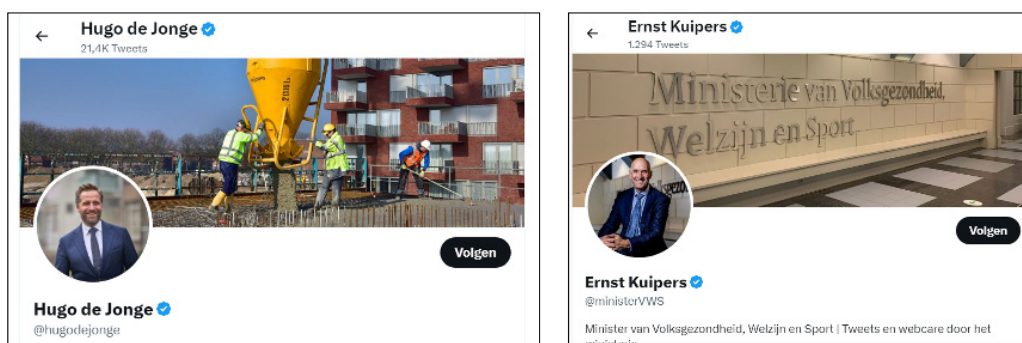 Hugo de Jonge
21,4K Tweets
Volgen
Hugo de Jonge
@hugodejonge
Ernst Kuipers
1.294 Tweets
Ministerie van Volksgezondheid,
Welzijn en Sport
Volgen
Ernst Kuipers
@ministerVWS
Minister van Volksgezondheid, Welzijn en Sport | Tweets en webcare door het